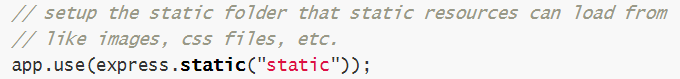 // setup the static folder that static resources can load from
// like images, css files, etc.
app.use(express.static("static"));